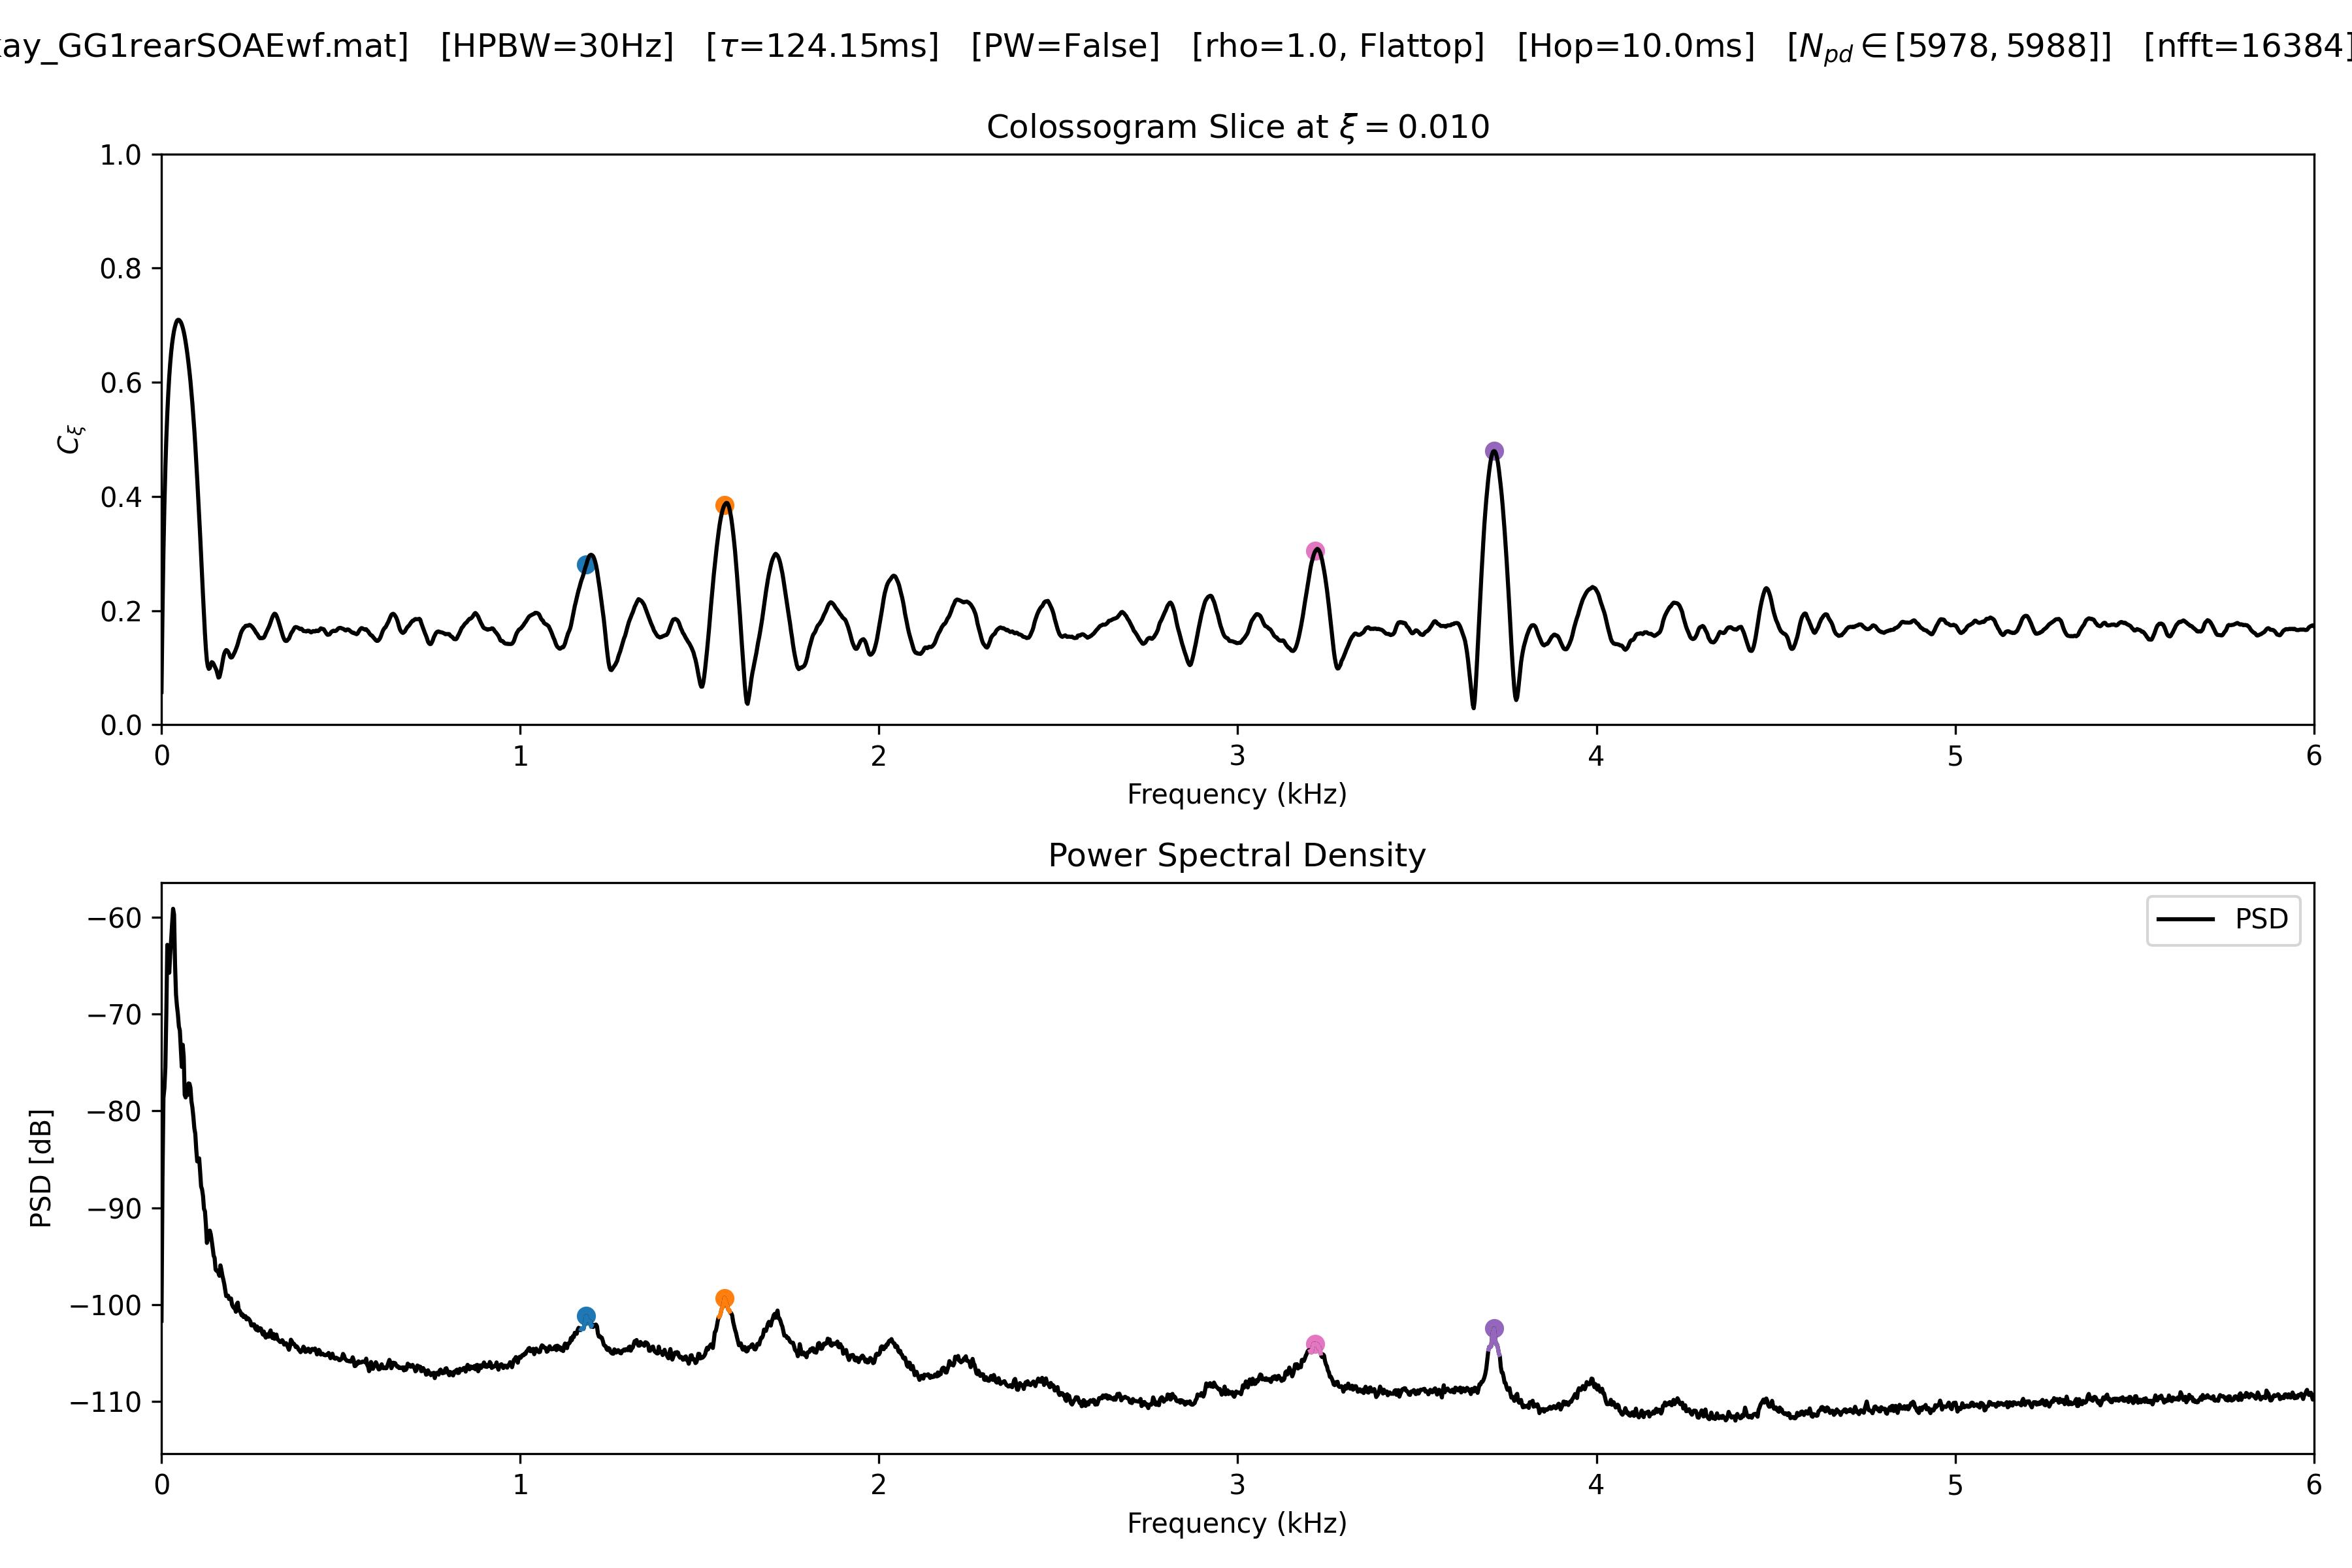 ay_GG1rearSOAEwf.mat] [HPBW=30Hz] [τ=124.15ms] [PW=False] [rho=1.0, Flattop] [Hop=10.0ms] [N_pd ∈ [5978, 5988]] [nfft=16384]
Colossogram Slice at ξ = 0.010
1.0
0.8
0.6
0.4
0.2
0.0
C_ξ
0 1 2 3 4 5 6
Frequency (kHz)
Power Spectral Density
PSD
−60
−70
−80
−90
−100
−110
PSD [dB]
0 1 2 3 4 5 6
Frequency (kHz)